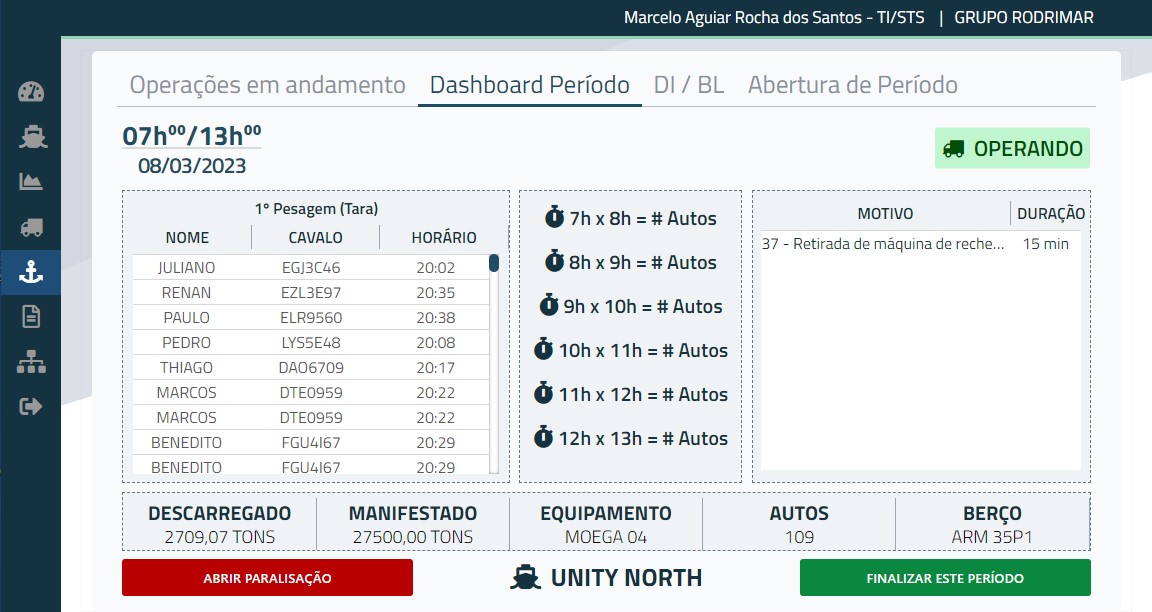 Marcelo Aguiar Rocha dos Santos - TI/STS | GRUPO RODRIMAR
Operações em andamento Dashboard Período DI / BL Abertura de Período
07h⁰⁰/13h⁰⁰
08/03/2023
OPERANDO
1º Pesagem (Tara)
NOME CAVALO HORÁRIO
JULIANO EGJ3C46 20:02
RENAN EZL3E97 20:35
PAULO ELR9560 20:38
PEDRO LYS5E48 20:08
THIAGO DAO6709 20:17
MARCOS DTE0959 20:22
MARCOS DTE0959 20:22
BENEDITO FGU4I67 20:29
BENEDITO FGU4I67 20:29
7h x 8h = # Autos
8h x 9h = # Autos
9h x 10h = # Autos
10h x 11h = # Autos
11h x 12h = # Autos
12h x 13h = # Autos
MOTIVO DURAÇÃO
37 - Retirada de máquina de reche... 15 min
DESCARREGADO MANIFESTADO EQUIPAMENTO AUTOS BERÇO
2709,07 TONS 27500,00 TONS MOEGA 04 109 ARM 35P1
ABRIR PARALISAÇÃO UNITY NORTH FINALIZAR ESTE PERÍODO